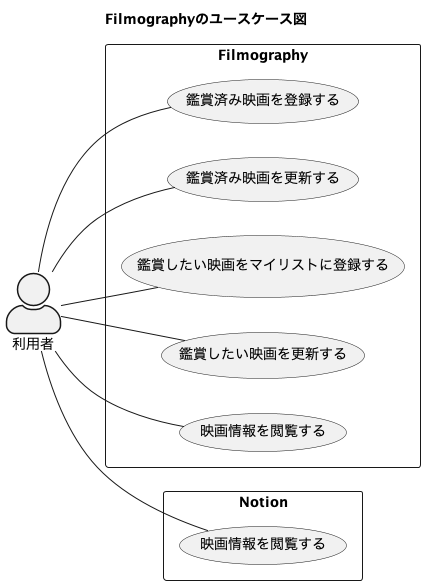 Filmographyのユースケース図
Filmography
鑑賞済み映画を登録する
鑑賞済み映画を更新する
鑑賞したい映画をマイリストに登録する
利用者
鑑賞したい映画を更新する
映画情報を閲覧する
Notion
映画情報を閲覧する